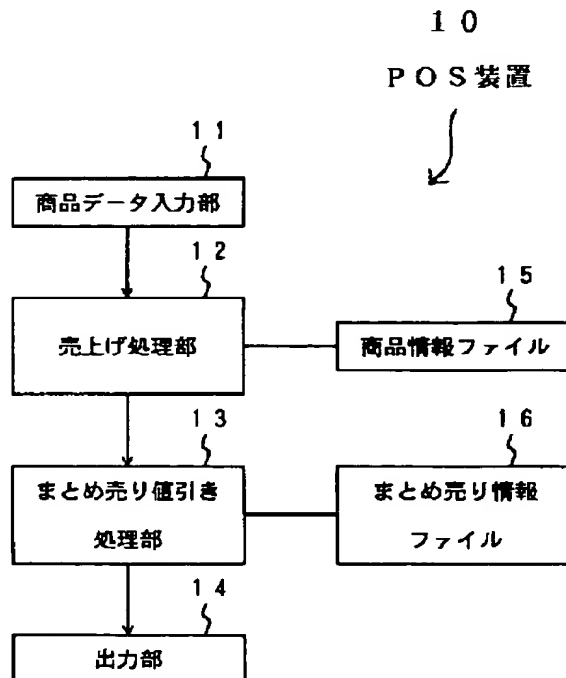 １０
ＰＯＳ装置
１１
商品データ入力部
１２
売上げ処理部
１５
商品情報ファイル
１３
まとめ売り値引き
処理部
１６
まとめ売り情報
ファイル
１４
出力部